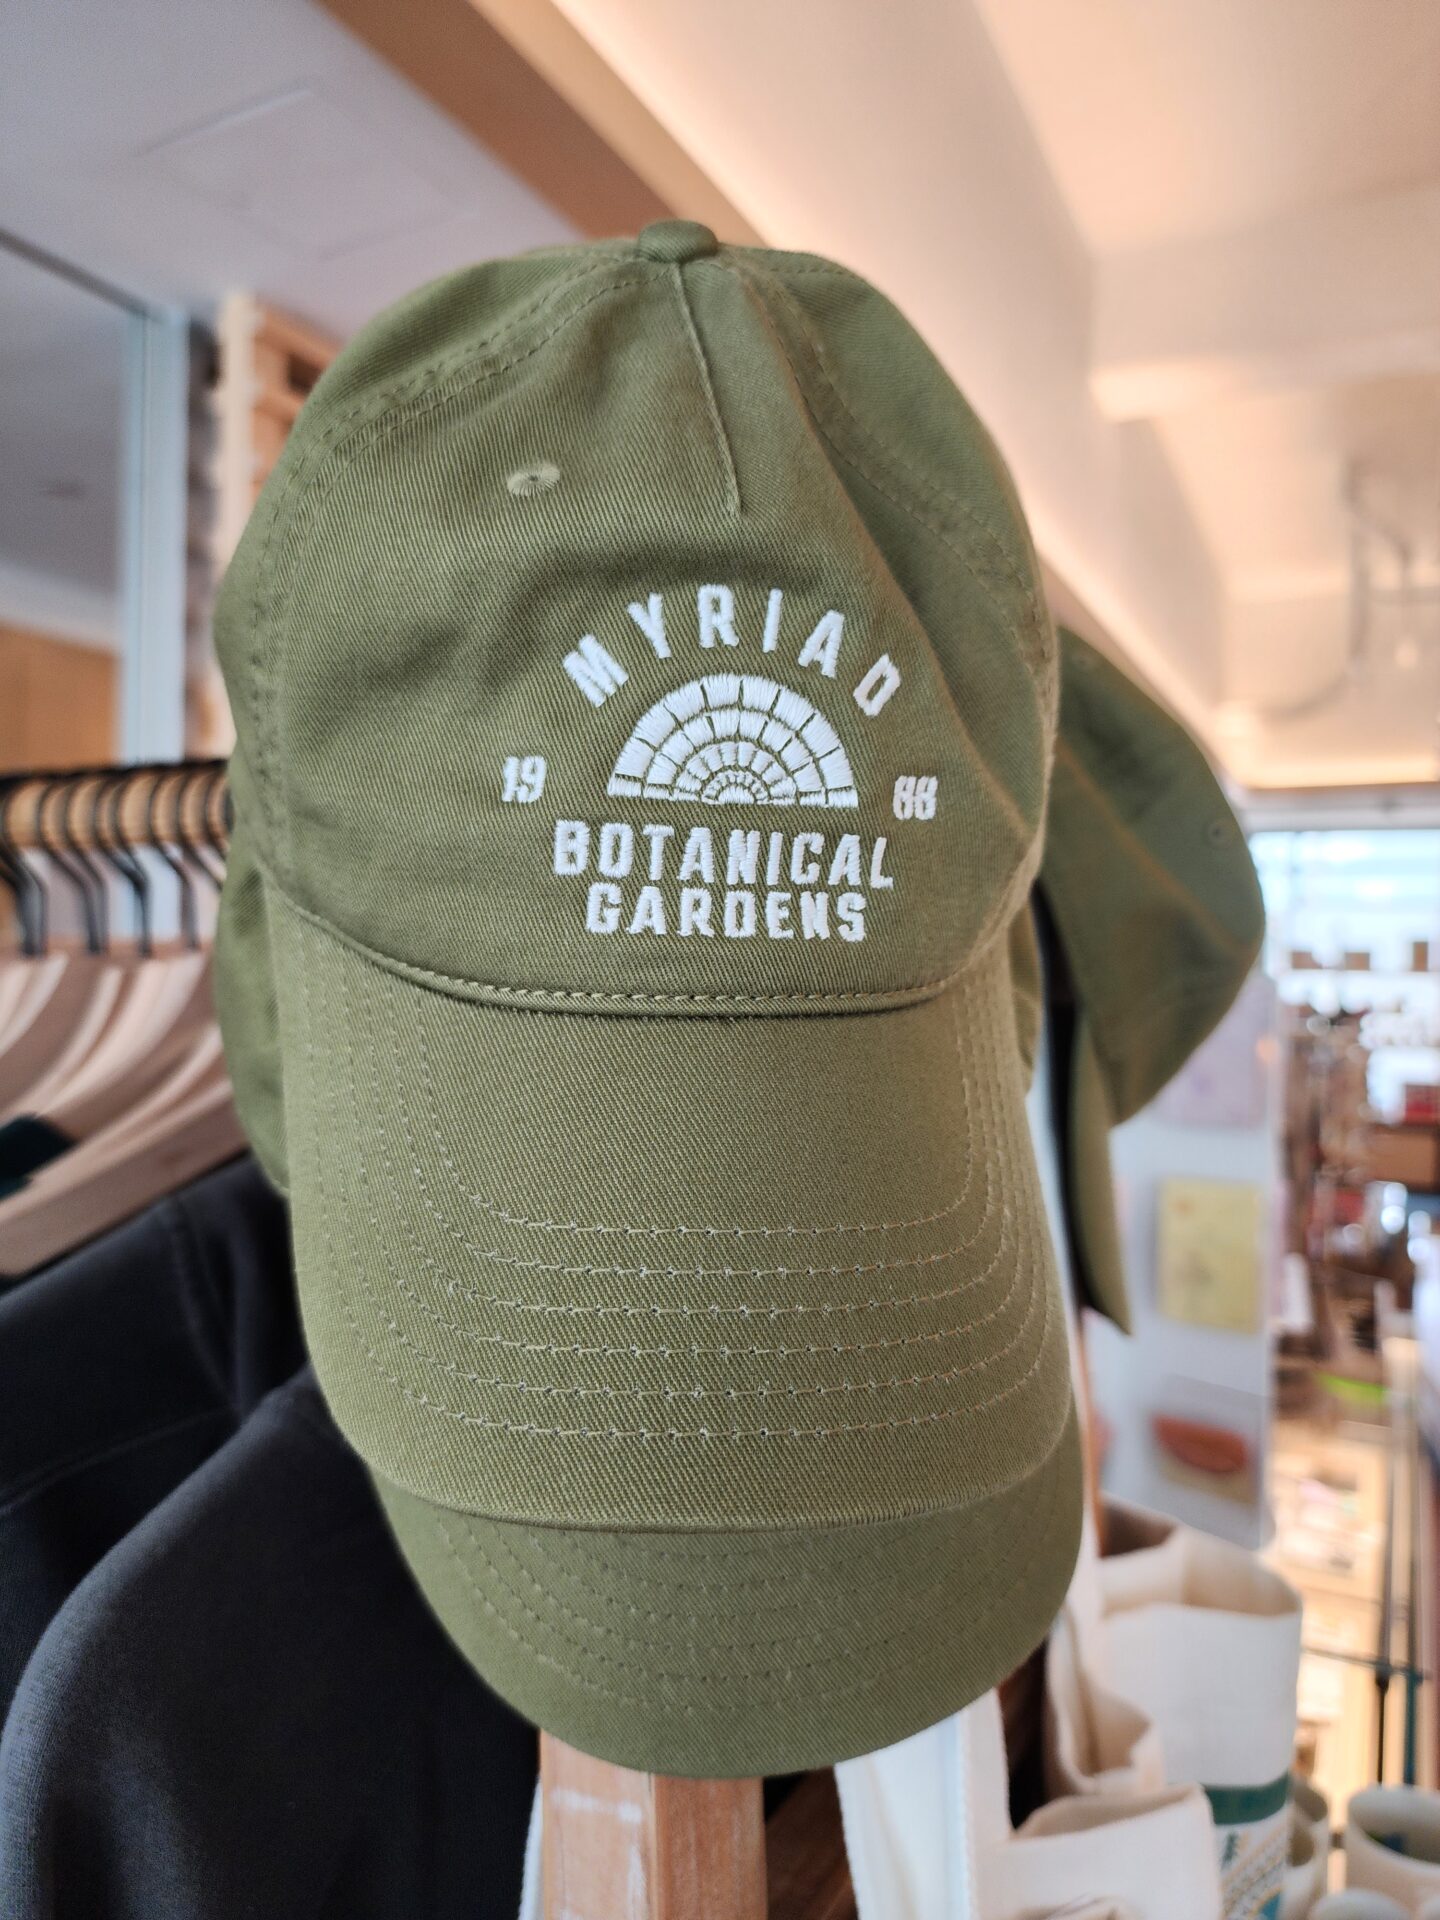 MYRIAD
19 88
BOTANICAL
GARDENS